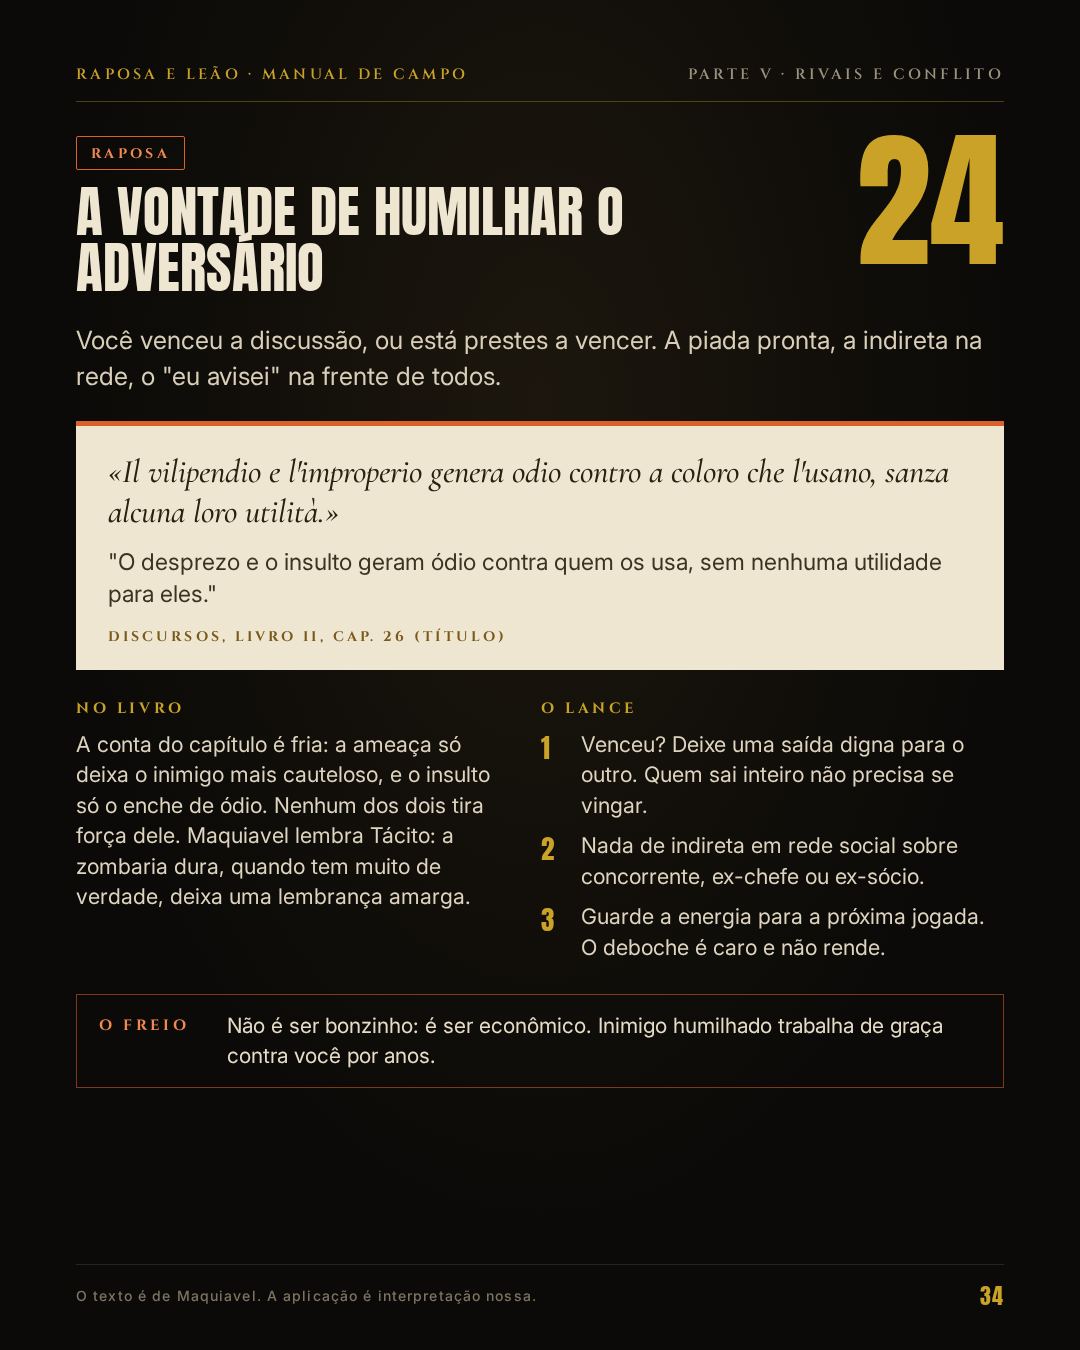 RAPOSA E LEÃO · MANUAL DE CAMPO
PARTE V · RIVAIS E CONFLITO
RAPOSA
24
A VONTADE DE HUMILHAR O
ADVERSÁRIO
Você venceu a discussão, ou está prestes a vencer. A piada pronta, a indireta na
rede, o "eu avisei" na frente de todos.
«Il vilipendio e l'improperio genera odio contro a coloro che l'usano, sanza
alcuna loro utilità.»
"O desprezo e o insulto geram ódio contra quem os usa, sem nenhuma utilidade
para eles."
DISCURSOS, LIVRO II, CAP. 26 (TÍTULO)
NO LIVRO
A conta do capítulo é fria: a ameaça só
deixa o inimigo mais cauteloso, e o insulto
só o enche de ódio. Nenhum dos dois tira
força dele. Maquiavel lembra Tácito: a
zombaria dura, quando tem muito de
verdade, deixa uma lembrança amarga.
O LANCE
1 Venceu? Deixe uma saída digna para o
outro. Quem sai inteiro não precisa se
vingar.
2 Nada de indireta em rede social sobre
concorrente, ex-chefe ou ex-sócio.
3 Guarde a energia para a próxima jogada.
O deboche é caro e não rende.
O FREIO
Não é ser bonzinho: é ser econômico. Inimigo humilhado trabalha de graça
contra você por anos.
O texto é de Maquiavel. A aplicação é interpretação nossa.
34